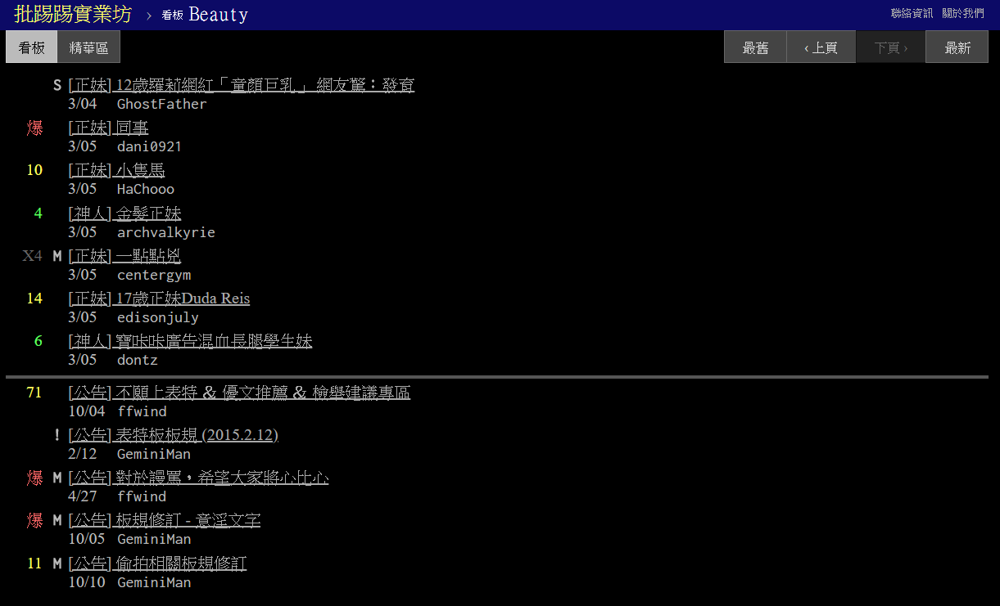 批踢踢實業坊 › 看板 Beauty 聯絡資訊 關於我們
看板 精華區 最舊 ‹ 上頁 下頁 › 最新
S [正妹] 12歲蘿莉網紅「童顏巨乳」 網友驚：發育
3/04 GhostFather
爆 [正妹] 同事
3/05 dani0921
10 [正妹] 小隻馬
3/05 HaChooo
4 [神人] 金髮正妹
3/05 archvalkyrie
X4 M [正妹] 一點點兇
3/05 centergym
14 [正妹] 17歲正妹Duda Reis
3/05 edisonjuly
6 [神人] 寶咔咔廣告混血長腿學生妹
3/05 dontz
71 [公告] 不願上表特 ＆ 優文推薦 ＆ 檢舉建議專區
10/04 ffwind
! [公告] 表特板板規 (2015.2.12)
2/12 GeminiMan
爆 M [公告] 對於謾罵，希望大家將心比心
4/27 ffwind
爆 M [公告] 板規修訂 - 意淫文字
10/05 GeminiMan
11 M [公告] 偷拍相關板規修訂
10/10 GeminiMan